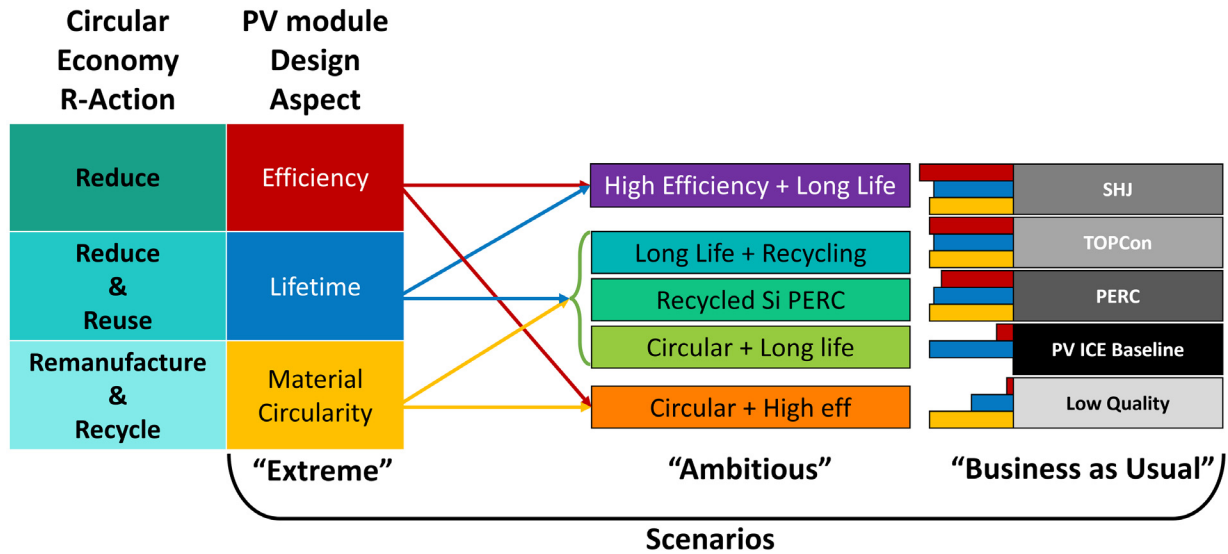 Circular
Economy
R-Action
PV module
Design
Aspect
Reduce
Efficiency
Reduce
&
Reuse
Lifetime
Remanufacture
&
Recycle
Material
Circularity
High Efficiency + Long Life
Long Life + Recycling
Recycled Si PERC
Circular + Long life
Circular + High eff
SHJ
TOPCon
PERC
PV ICE Baseline
Low Quality
“Extreme”
“Ambitious”
“Business as Usual”
Scenarios